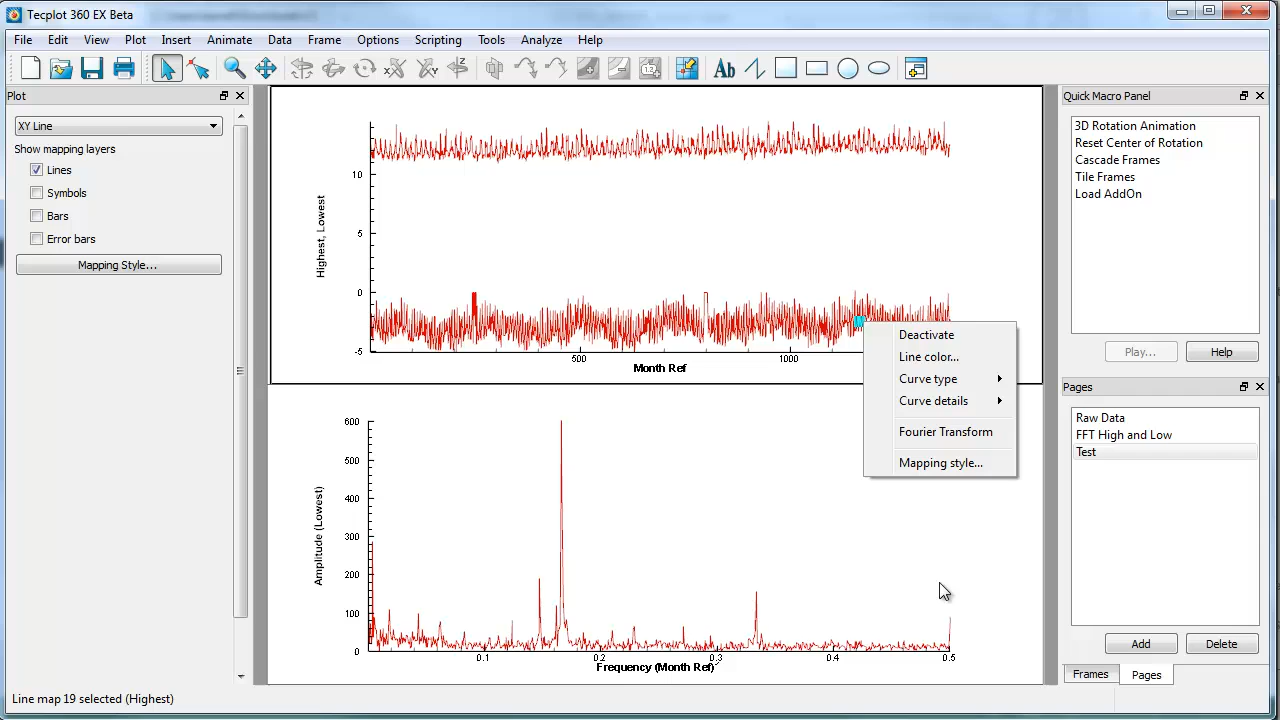 Tecplot 360 EX Beta
File Edit View Plot Insert Animate Data Frame Options Scripting Tools Analyze Help
Ab
Plot
XY Line
Show mapping layers
Lines
Symbols
Bars
Error bars
Mapping Style...
Highest, Lowest
10
5
0
-5
500
1000
Month Ref
Deactivate
Line color...
Curve type
Curve details
Fourier Transform
Mapping style...
Amplitude (Lowest)
600
500
400
300
200
100
0
0.1
0.2
0.3
0.4
0.5
Frequency (Month Ref)
Quick Macro Panel
3D Rotation Animation
Reset Center of Rotation
Cascade Frames
Tile Frames
Load AddOn
Play...
Help
Pages
Raw Data
FFT High and Low
Test
Add
Delete
Frames
Pages
Line map 19 selected (Highest)